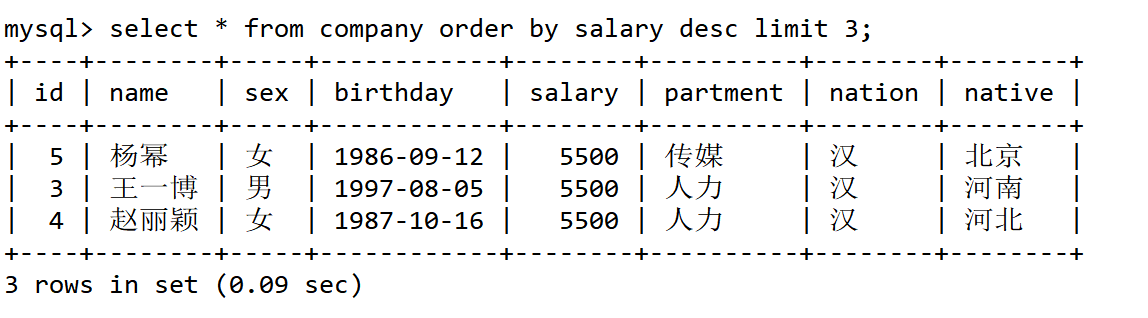 mysql> select * from company order by salary desc limit 3;
+----+--------+-----+------------+--------+----------+--------+--------+
| id | name   | sex | birthday   | salary | partment | nation | native |
+----+--------+-----+------------+--------+----------+--------+--------+
|  5 | 杨幂   | 女  | 1986-09-12 |   5500 | 传媒     | 汉     | 北京   |
|  3 | 王一博 | 男  | 1997-08-05 |   5500 | 人力     | 汉     | 河南   |
|  4 | 赵丽颖 | 女  | 1987-10-16 |   5500 | 人力     | 汉     | 河北   |
+----+--------+-----+------------+--------+----------+--------+--------+
3 rows in set (0.09 sec)